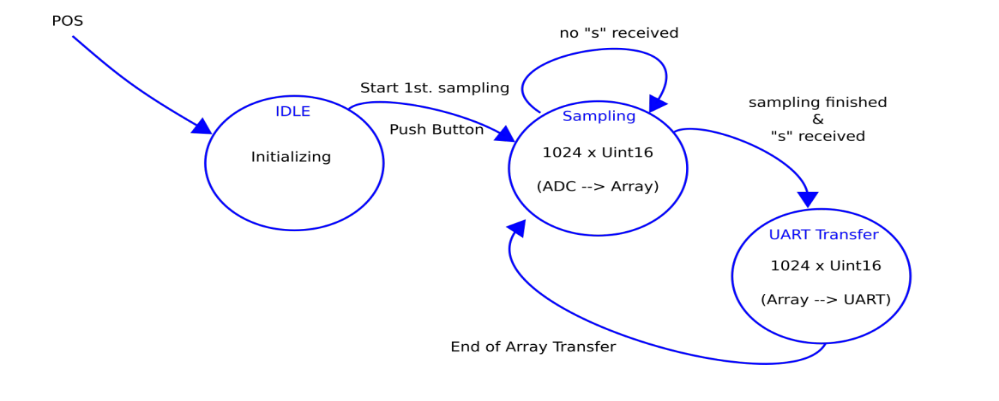 POS
no "s" received
Start 1st. sampling
Push Button
IDLE
Initializing
Sampling
1024 x Uint16
(ADC --> Array)
sampling finished
&
"s" received
UART Transfer
1024 x Uint16
(Array --> UART)
End of Array Transfer